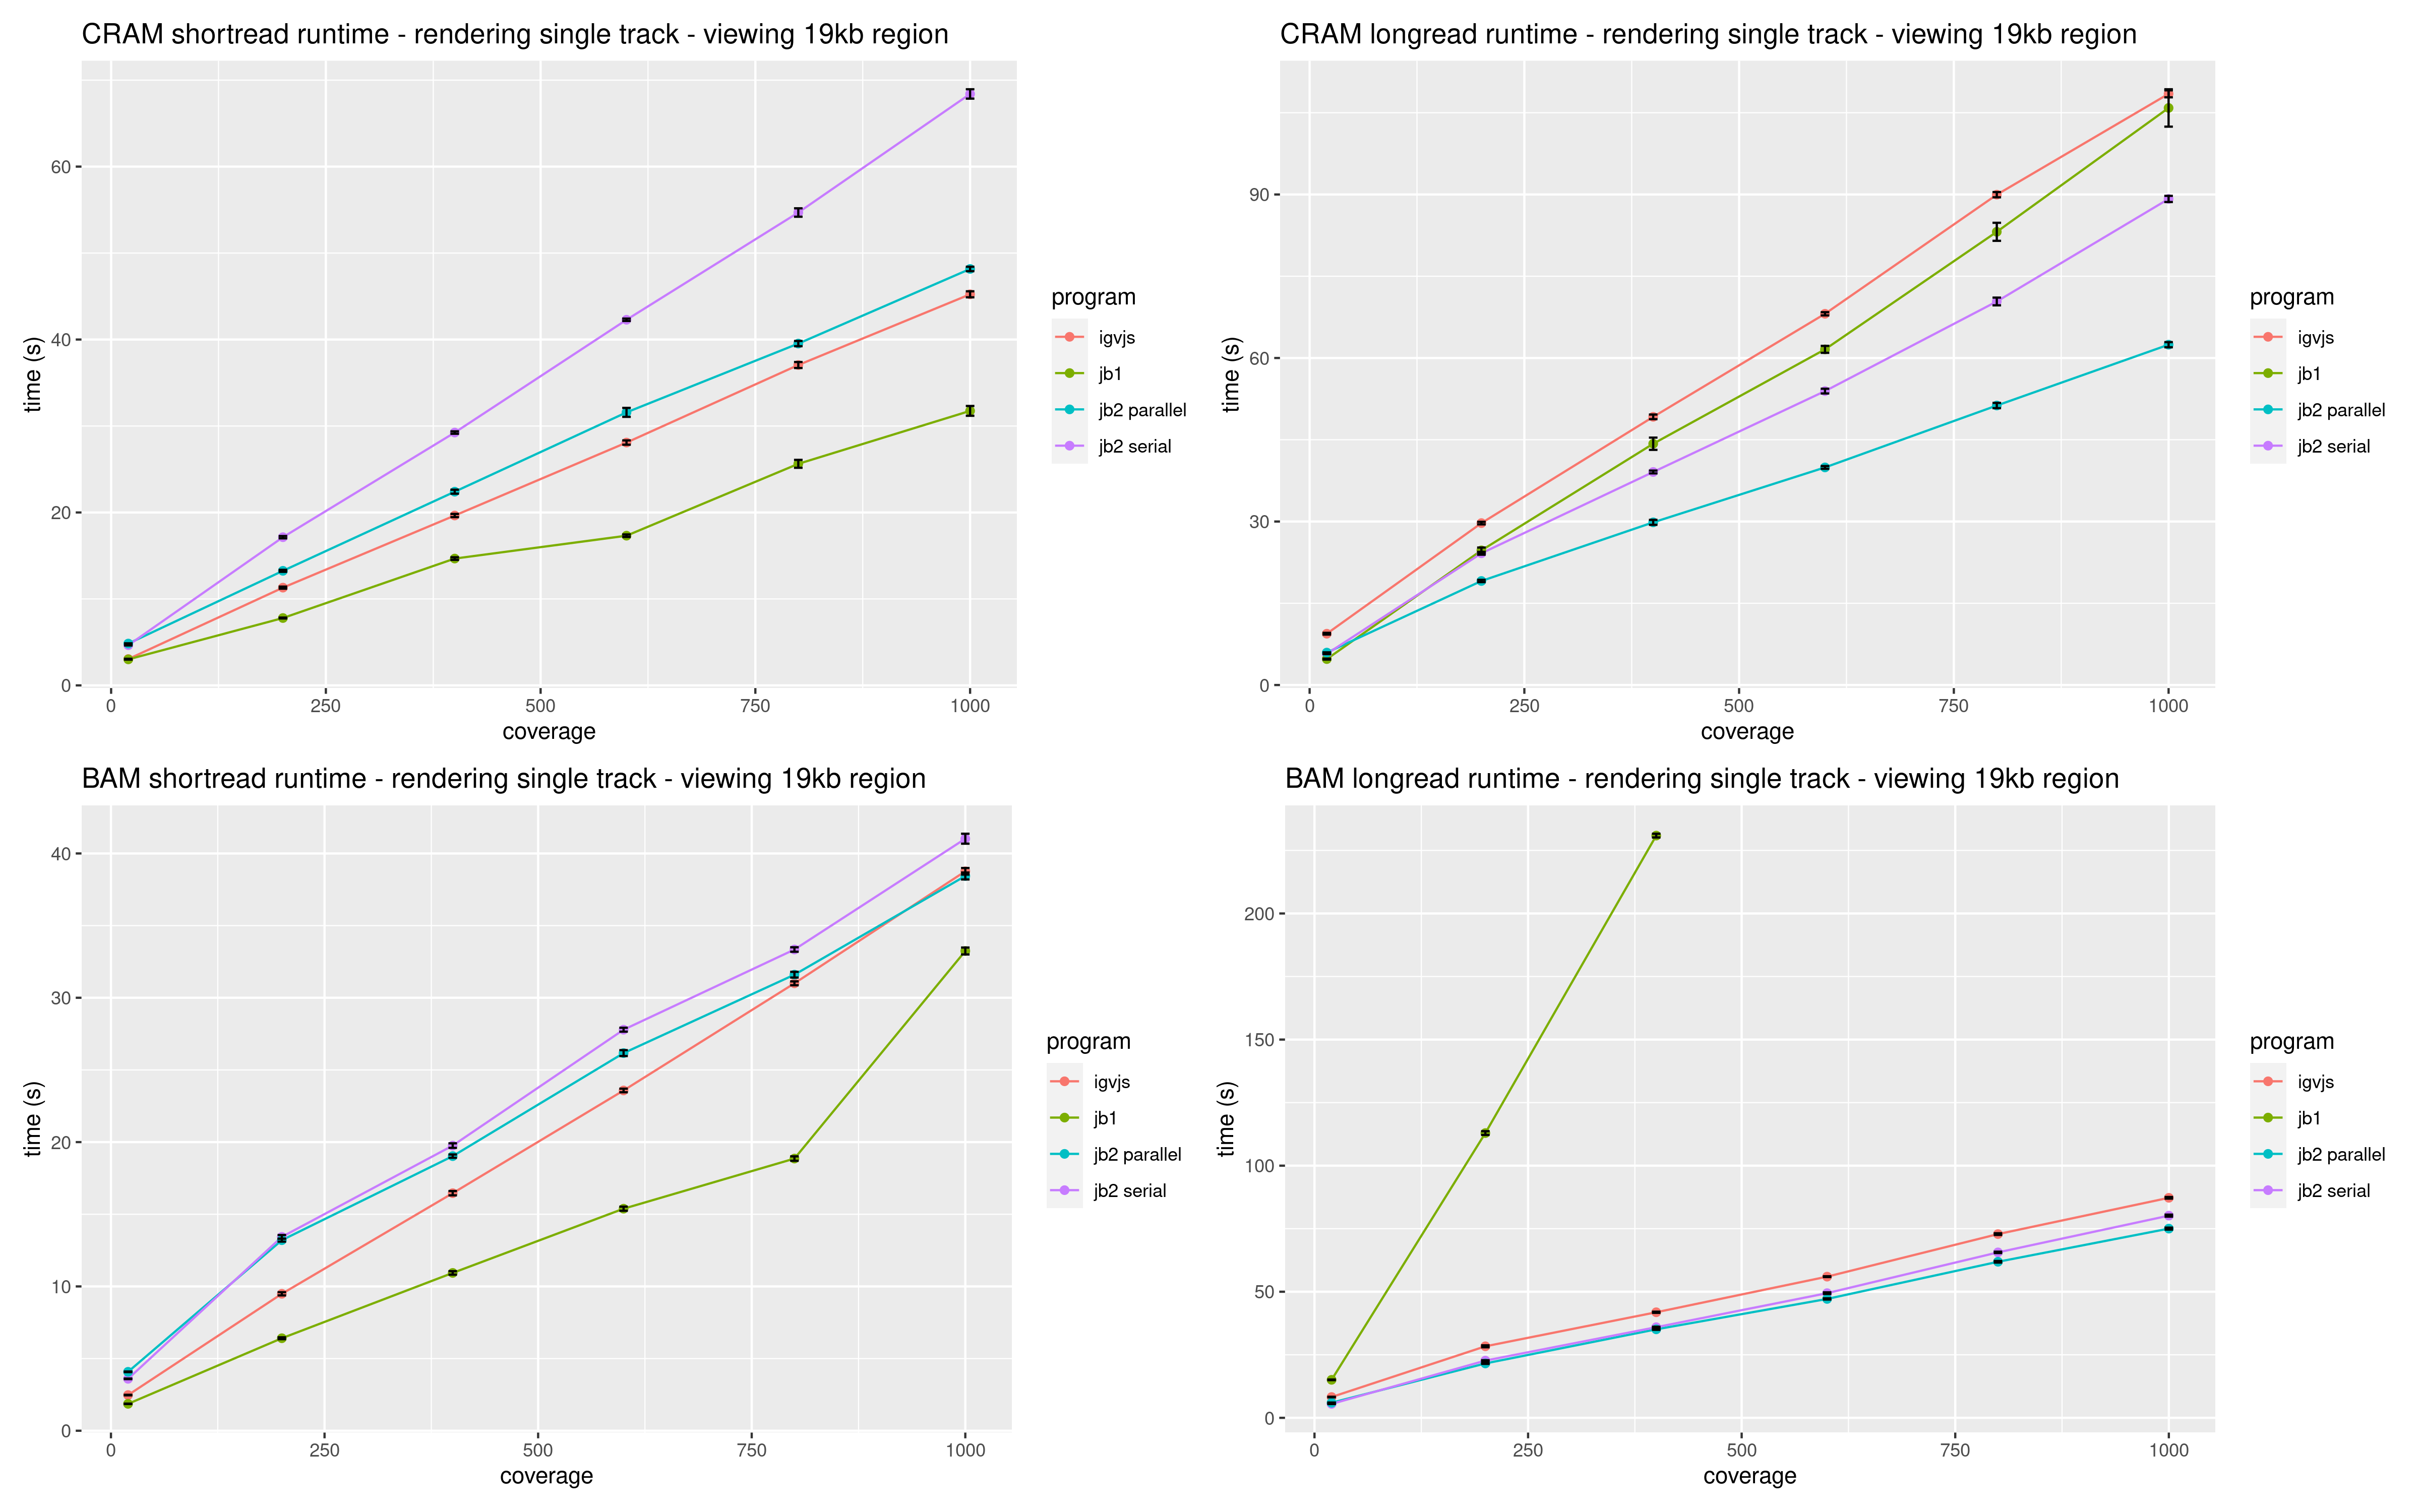 CRAM shortread runtime - rendering single track - viewing 19kb region
time (s)
60
40
20
0
0 250 500 750 1000
coverage
program
igvjs
jb1
jb2 parallel
jb2 serial
CRAM longread runtime - rendering single track - viewing 19kb region
time (s)
90
60
30
0
0 250 500 750 1000
coverage
program
igvjs
jb1
jb2 parallel
jb2 serial
BAM shortread runtime - rendering single track - viewing 19kb region
time (s)
40
30
20
10
0
0 250 500 750 1000
coverage
program
igvjs
jb1
jb2 parallel
jb2 serial
BAM longread runtime - rendering single track - viewing 19kb region
time (s)
200
150
100
50
0
0 250 500 750 1000
coverage
program
igvjs
jb1
jb2 parallel
jb2 serial